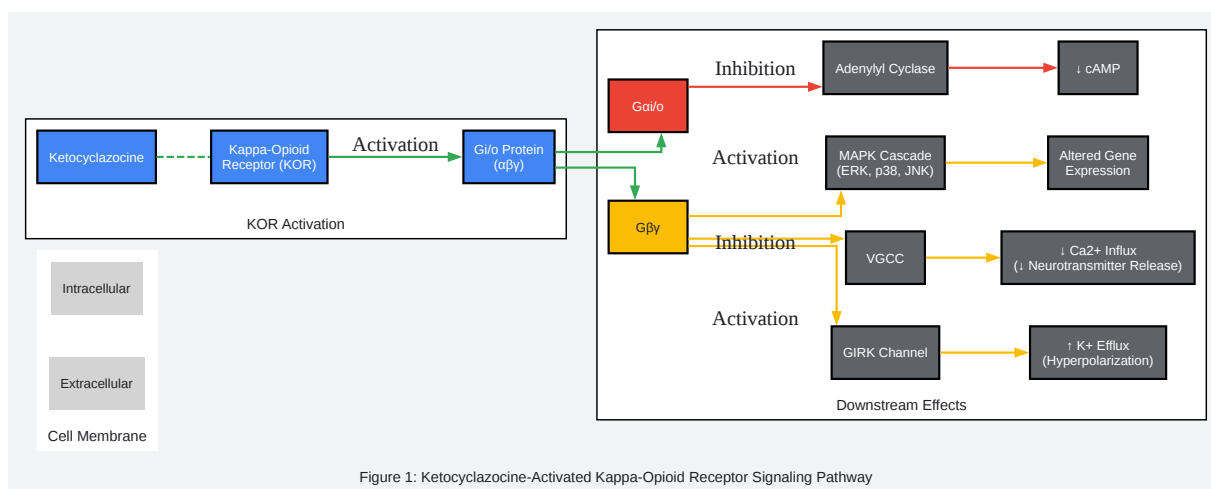 Ketocyclazocine
Kappa-Opioid
Receptor (KOR)
Activation
Gi/o Protein
(αβγ)
KOR Activation
Intracellular
Extracellular
Cell Membrane
Gαi/o
Inhibition
Adenylyl Cyclase
↓ cAMP
Activation
MAPK Cascade
(ERK, p38, JNK)
Altered Gene
Expression
Gβγ
Inhibition
VGCC
↓ Ca2+ Influx
(↓ Neurotransmitter Release)
Activation
GIRK Channel
↑ K+ Efflux
(Hyperpolarization)
Downstream Effects
Figure 1: Ketocyclazocine-Activated Kappa-Opioid Receptor Signaling Pathway